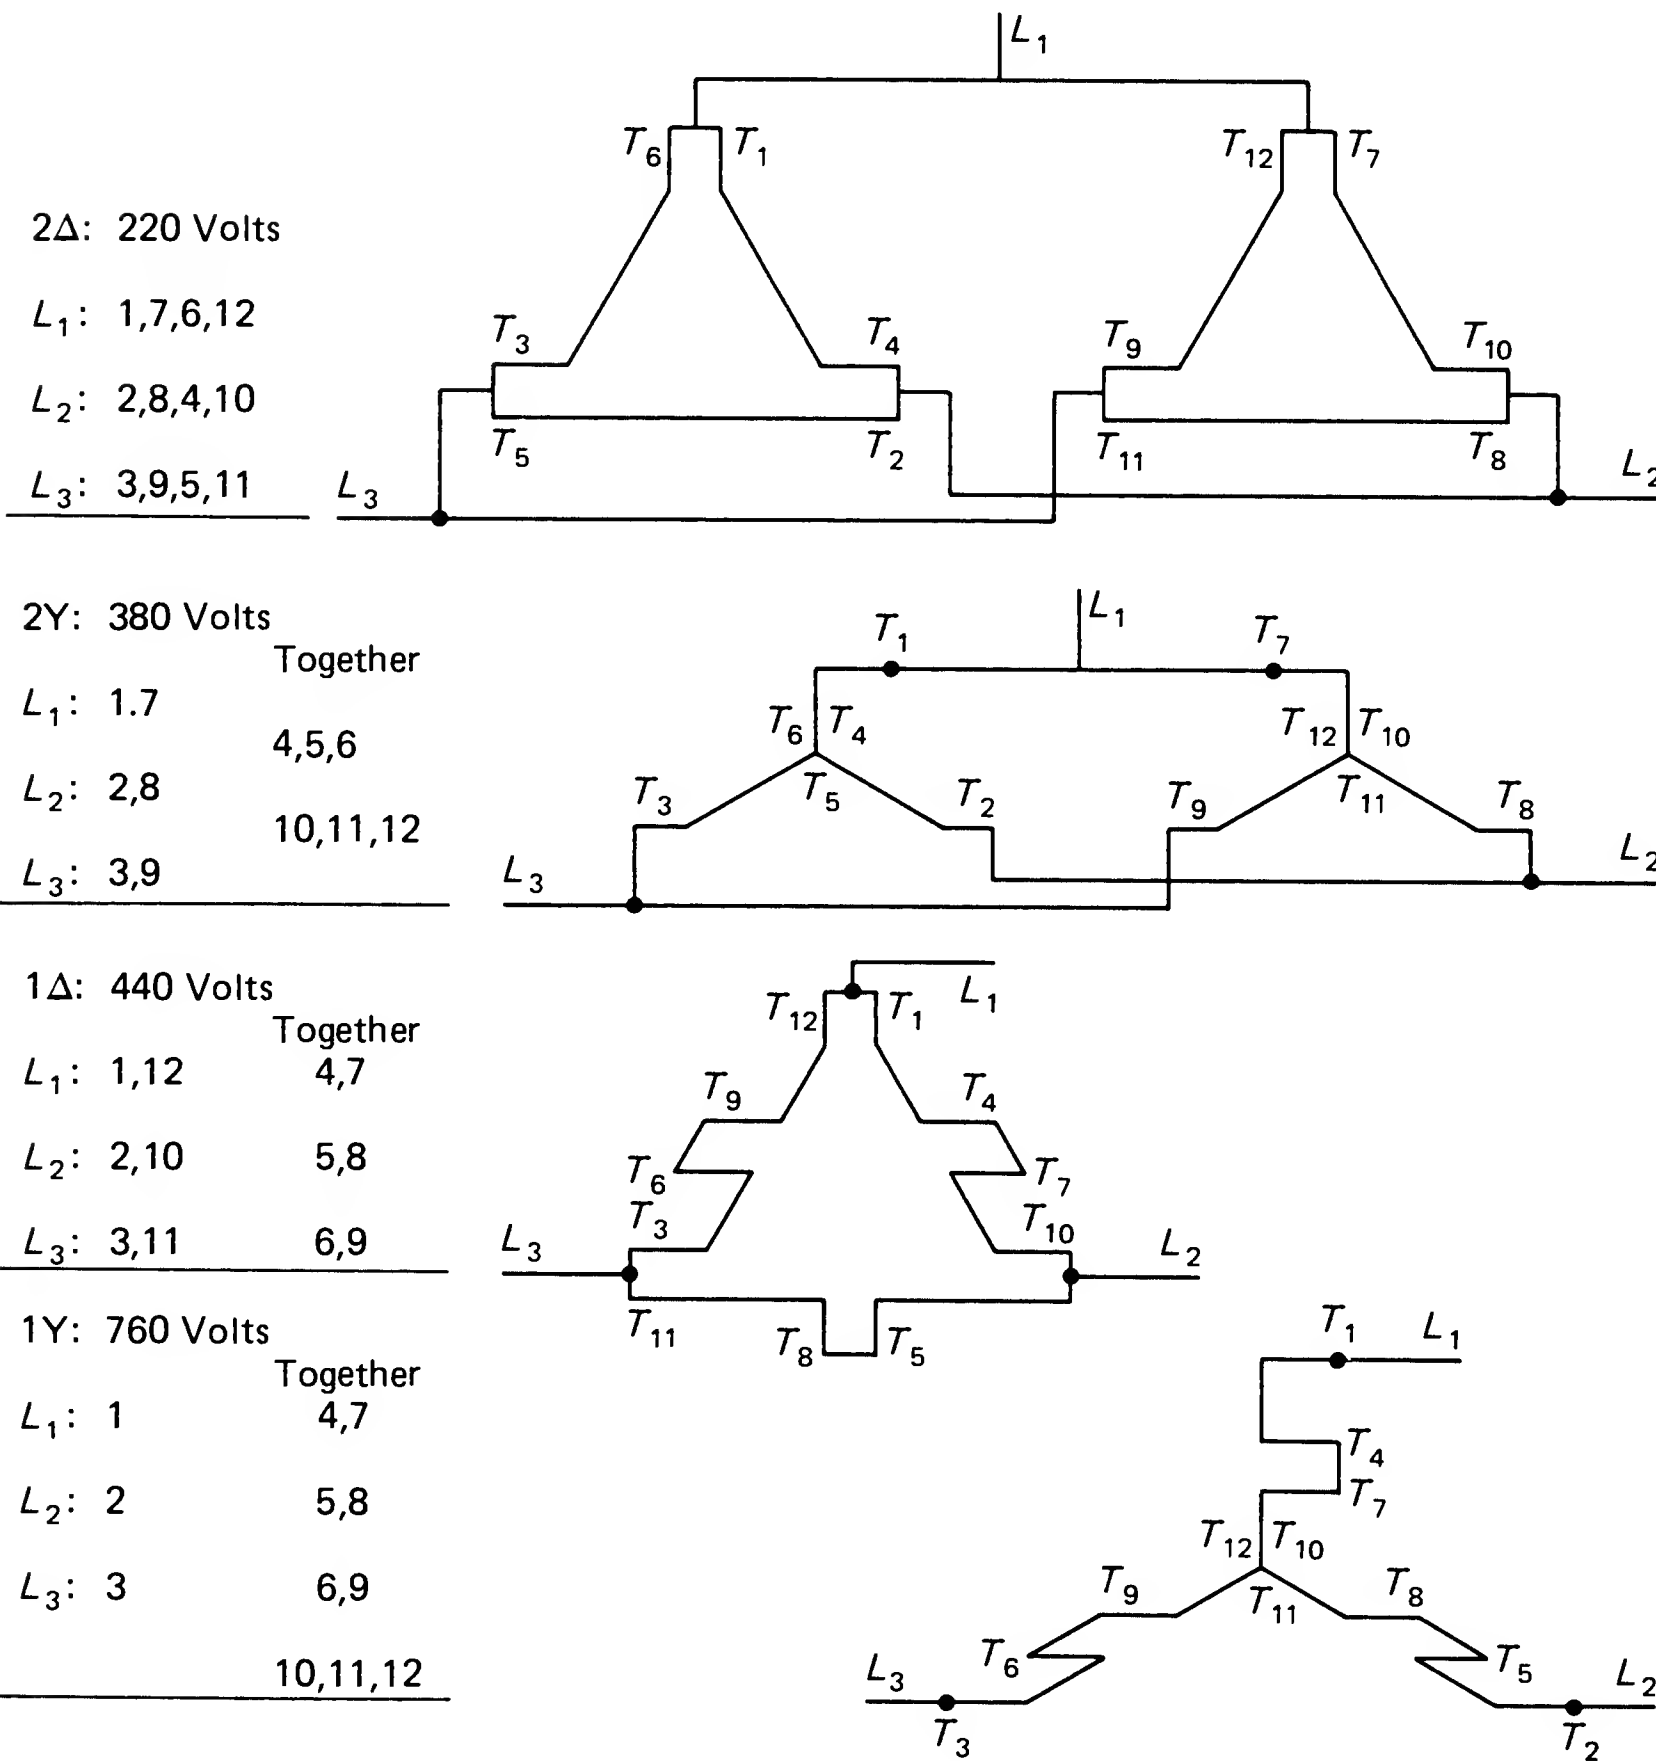 L1
T6 T1
T12 T7
2Δ: 220 Volts
L1: 1,7,6,12
T3 T4
T9 T10
L2: 2,8,4,10
T5 T2
T11 T8
L3: 3,9,5,11
L3
L2
2Y: 380 Volts
Together
L1: 1.7
4,5,6
L2: 2,8
10,11,12
L3: 3,9
T1 L1 T7
T6 T4
T12 T10
T3 T5 T2
T9 T11 T8
L3
L2
1Δ: 440 Volts
Together
L1: 1,12 4,7
L2: 2,10 5,8
L3: 3,11 6,9
L1
T12 T1
T9 T4
T6 T7
T3 T10
L3 L2
T11 T8 T5
1Y: 760 Volts
Together
L1: 1 4,7
L2: 2 5,8
L3: 3 6,9
10,11,12
T1 L1
T4
T7
T12 T10
T9 T11 T8
T6 T5
L3 L2
T3 T2